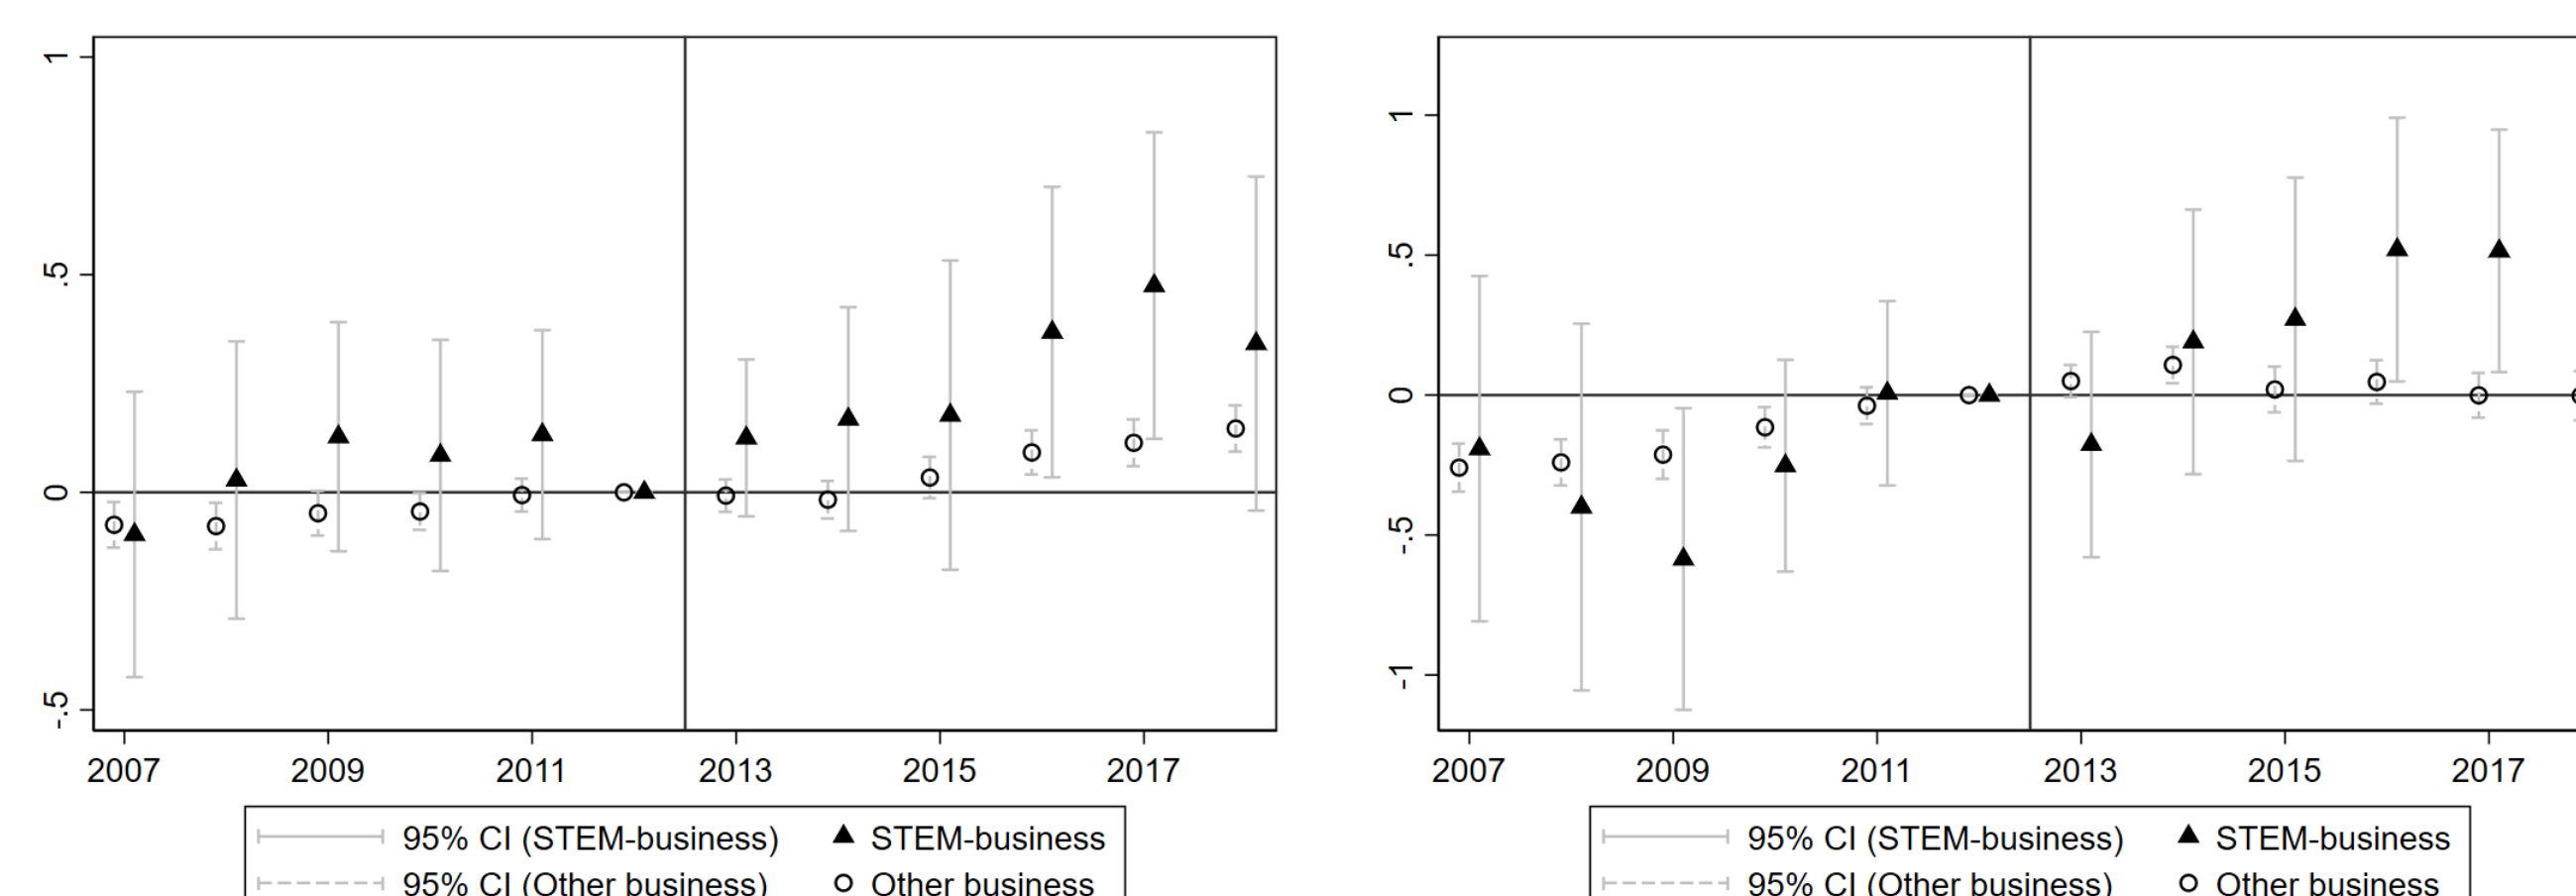 1
.5
0
-.5
2007 2009 2011 2013 2015 2017
95% CI (STEM-business) STEM-business
95% CI (Other business) Other business
1
.5
0
-.5
-1
2007 2009 2011 2013 2015 2017
95% CI (STEM-business) STEM-business
95% CI (Other business) Other business